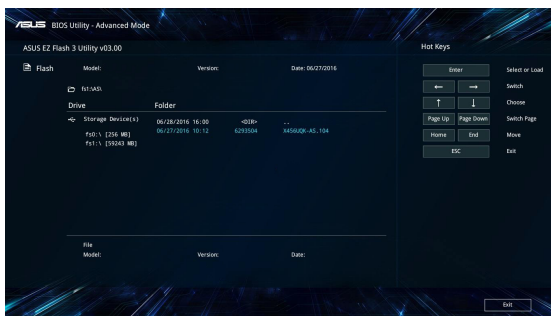 ASUS BIOS Utility - Advanced Mode
ASUS EZ Flash 3 Utility v03.00
Hot Keys
Flash Model: Version: Date: 06/27/2016
fs1:\AS\
Drive Folder
Storage Device(s)
fs0:\ [256 MB]
fs1:\ [59243 MB]
06/28/2016 16:00 <DIR> ..
06/27/2016 10:12 6293504 X456UQK-AS.104
File
Model: Version: Date:
Enter Select or Load
← → Switch
↑ ↓ Choose
Page Up Page Down Switch Page
Home End Move
ESC Exit
Exit